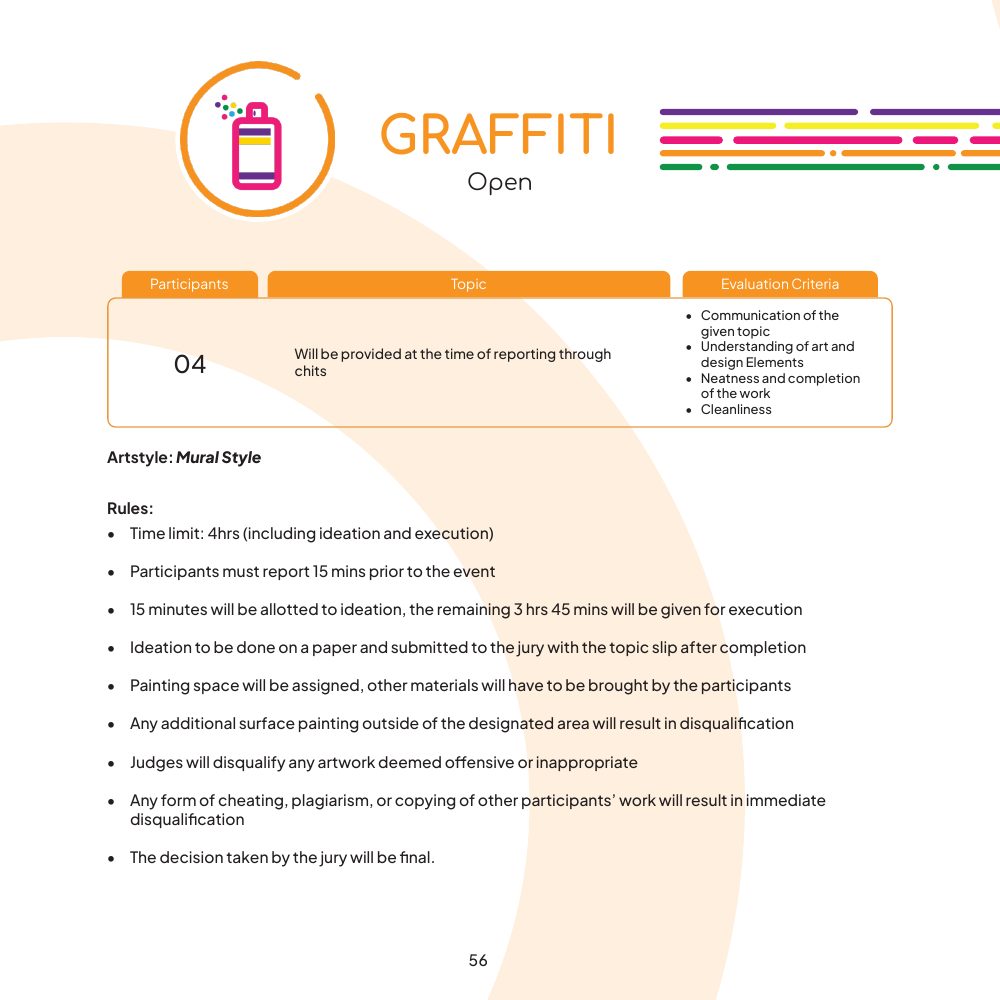 GRAFFITI
Open
Participants
Topic
Evaluation Criteria
04
Will be provided at the time of reporting through
chits
• Communication of the
given topic
• Understanding of art and
design Elements
• Neatness and completion
of the work
• Cleanliness
Artstyle: Mural Style
Rules:
• Time limit: 4hrs (including ideation and execution)
• Participants must report 15 mins prior to the event
• 15 minutes will be allotted to ideation, the remaining 3 hrs 45 mins will be given for execution
• Ideation to be done on a paper and submitted to the jury with the topic slip after completion
• Painting space will be assigned, other materials will have to be brought by the participants
• Any additional surface painting outside of the designated area will result in disqualification
• Judges will disqualify any artwork deemed offensive or inappropriate
• Any form of cheating, plagiarism, or copying of other participants’ work will result in immediate
disqualification
• The decision taken by the jury will be final.
56